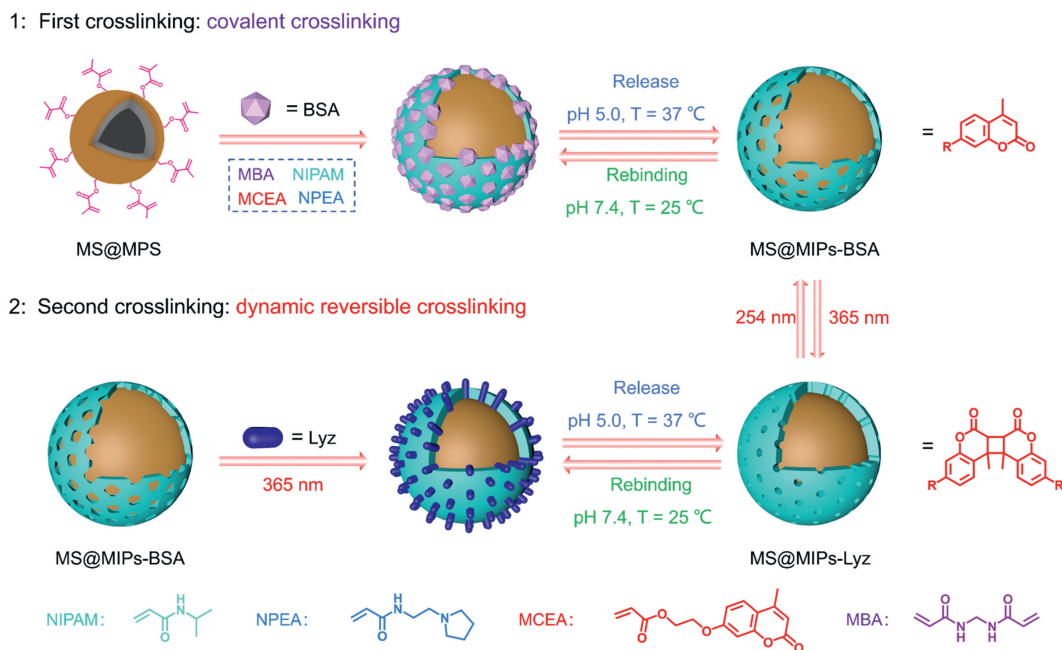 1: First crosslinking: covalent crosslinking
= BSA
MBA NIPAM
MCEA NPEA
MS@MPS
Release
pH 5.0, T = 37 ℃
Rebinding
pH 7.4, T = 25 ℃
MS@MIPs-BSA
=
R
O
O
254 nm
365 nm
2: Second crosslinking: dynamic reversible crosslinking
MS@MIPs-BSA
= Lyz
365 nm
Release
pH 5.0, T = 37 ℃
Rebinding
pH 7.4, T = 25 ℃
MS@MIPs-Lyz
=
O O
O O
R R
NIPAM:
H
N
O
NPEA:
H
N
O
N
MCEA:
O
O
O
O
O
MBA:
O
N
H
N
H
O